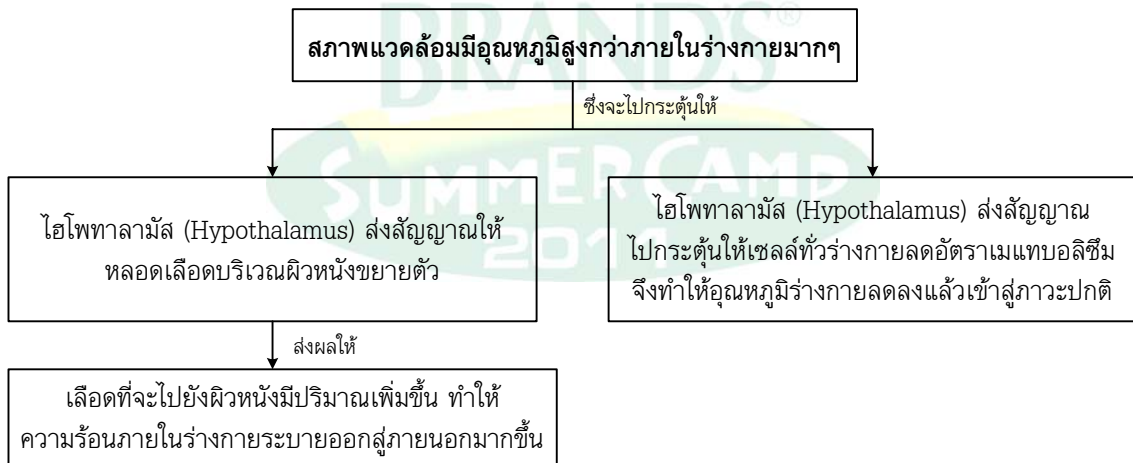 BRAND'S®
SUMMER CAMP
2011
สภาพแวดล้อมมีอุณหภูมิสูงกว่าภายในร่างกายมากๆ
ซึ่งจะไปกระตุ้นให้
ไฮโพทาลามัส (Hypothalamus) ส่งสัญญาณให้
หลอดเลือดบริเวณผิวหนังขยายตัว
ไฮโพทาลามัส (Hypothalamus) ส่งสัญญาณ
ไปกระตุ้นให้เซลล์ทั่วร่างกายลดอัตราเมแทบอลิซึม
จึงทำให้อุณหภูมิร่างกายลดลงแล้วเข้าสู่ภาวะปกติ
ส่งผลให้
เลือดที่จะไปยังผิวหนังมีปริมาณเพิ่มขึ้น ทำให้
ความร้อนภายในร่างกายระบายออกสู่ภายนอกมากขึ้น